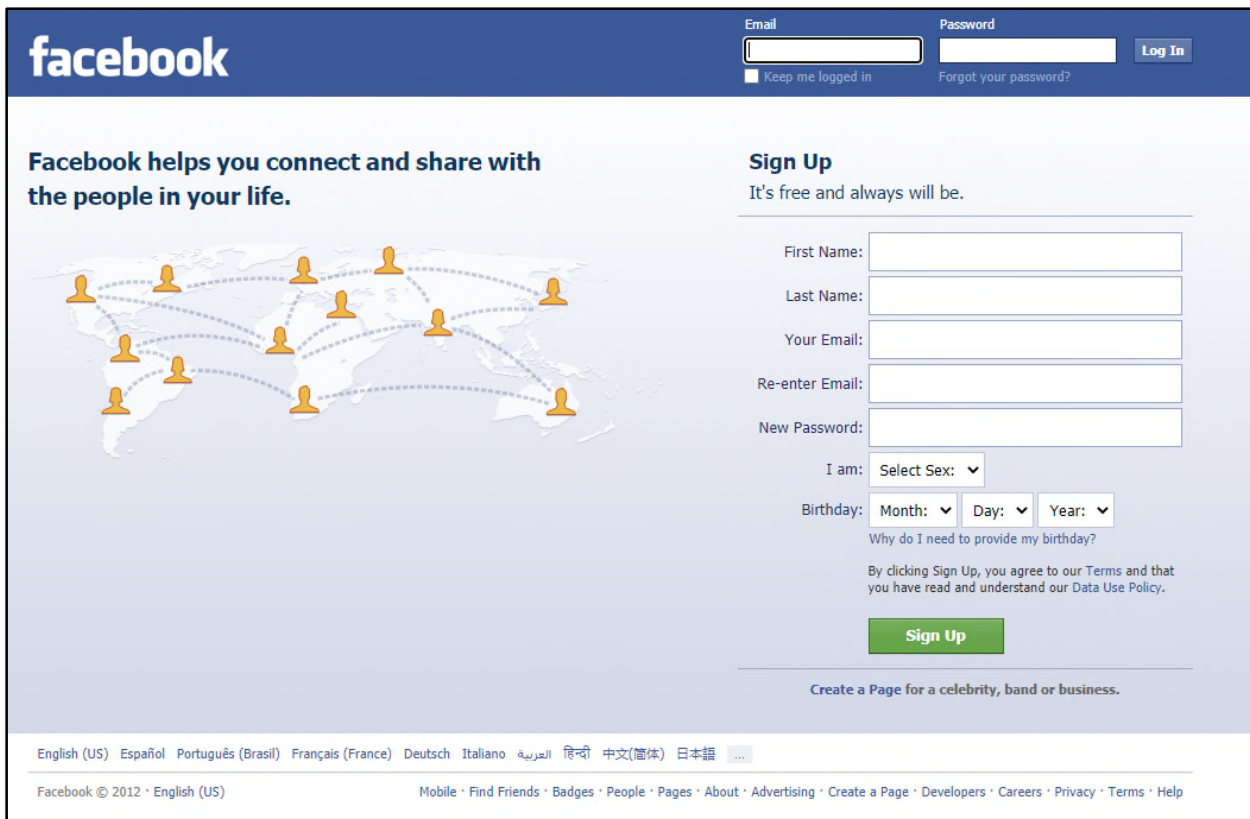 facebook
Email
Password
Log In
Keep me logged in
Forgot your password?
Facebook helps you connect and share with
the people in your life.
Sign Up
It's free and always will be.
First Name:
Last Name:
Your Email:
Re-enter Email:
New Password:
I am: Select Sex:
Birthday: Month: Day: Year:
Why do I need to provide my birthday?
By clicking Sign Up, you agree to our Terms and that
you have read and understand our Data Use Policy.
Sign Up
Create a Page for a celebrity, band or business.
English (US) Español Português (Brasil) Français (France) Deutsch Italiano العربية हिन्दी 中文(简体) 日本語 ...
Facebook © 2012 · English (US)
Mobile · Find Friends · Badges · People · Pages · About · Advertising · Create a Page · Developers · Careers · Privacy · Terms · Help